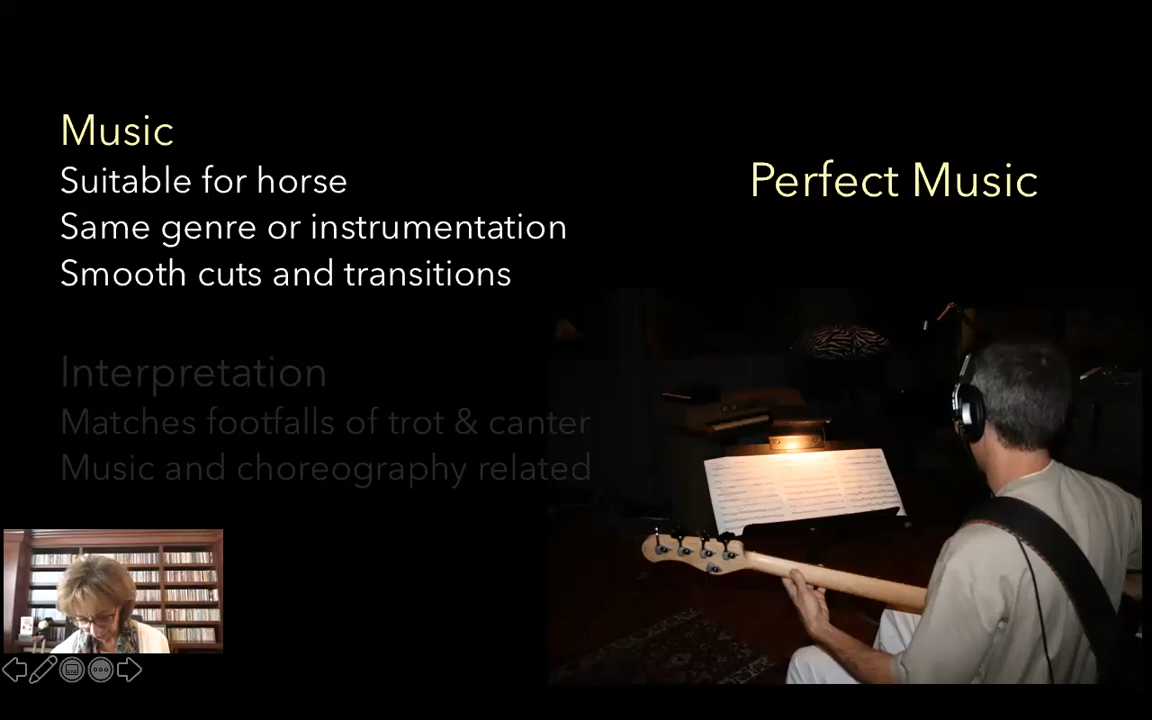 Music
Suitable for horse
Same genre or instrumentation
Smooth cuts and transitions
Interpretation
Matches footfalls of trot & canter
Music and choreography related
Perfect Music